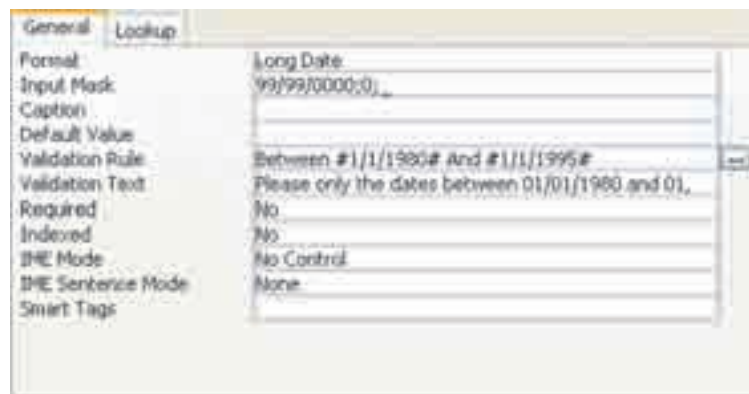 General Lookup
Format Long Date
Input Mask 99/99/0000;0;_
Caption
Default Value
Validation Rule Between #1/1/1980# And #1/1/1995#
Validation Text Please only the dates between 01/01/1980 and 01,
Required No
Indexed No
IME Mode No Control
IME Sentence Mode None
Smart Tags